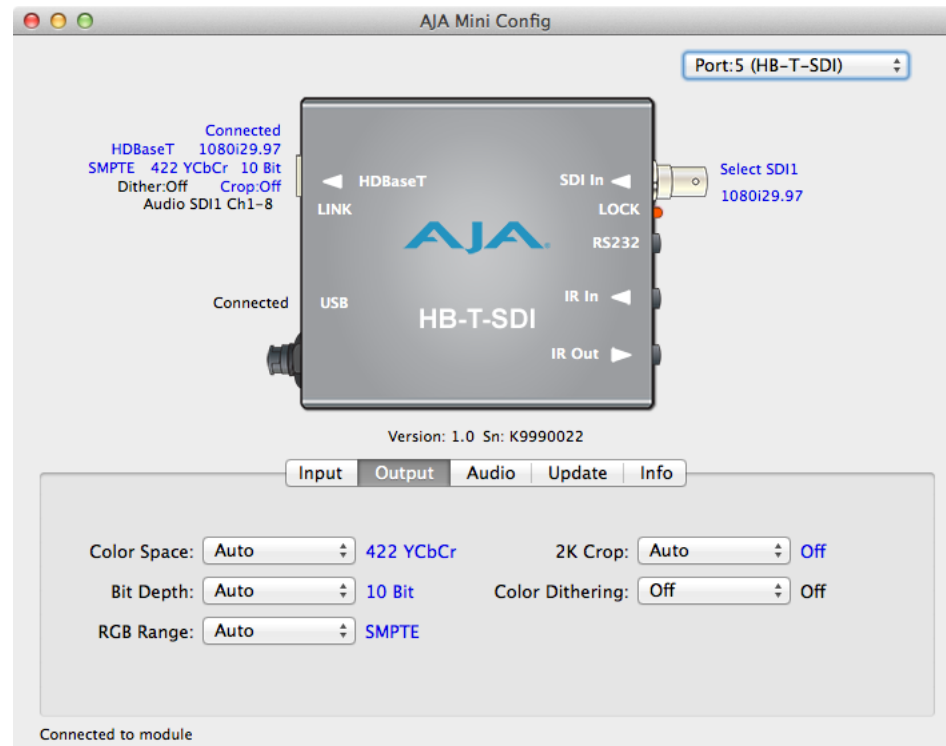 AJA Mini Config
Port:5 (HB-T-SDI)
Connected
HDBaseT 1080i29.97
SMPTE 422 YCbCr 10 Bit
Dither:Off Crop:Off
Audio SDI1 Ch1-8
HDBaseT
LINK
SDI In
LOCK
Select SDI1
1080i29.97
AJA
RS232
Connected
USB
IR In
HB-T-SDI
IR Out
Version: 1.0 Sn: K9990022
Input Output Audio Update Info
Color Space: Auto 422 YCbCr 2K Crop: Auto Off
Bit Depth: Auto 10 Bit Color Dithering: Off Off
RGB Range: Auto SMPTE
Connected to module